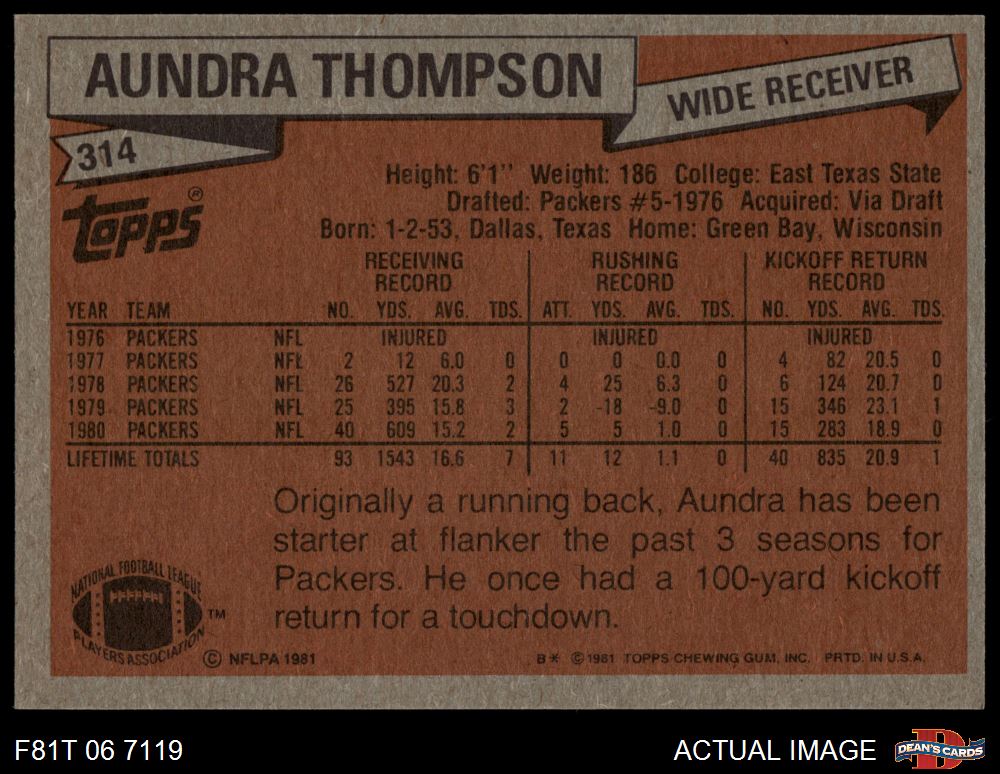 AUNDRA THOMPSON
WIDE RECEIVER
314
Topps®
Height: 6'1'' Weight: 186 College: East Texas State
Drafted: Packers #5-1976 Acquired: Via Draft
Born: 1-2-53, Dallas, Texas Home: Green Bay, Wisconsin
RECEIVING RECORD RUSHING RECORD KICKOFF RETURN RECORD
YEAR TEAM NO. YDS. AVG. TDS. ATT. YDS. AVG. TDS. NO. YDS. AVG. TDS.
1976 PACKERS NFL INJURED INJURED INJURED
1977 PACKERS NFL 2 12 6.0 0 0 0 0.0 0 4 82 20.5 0
1978 PACKERS NFL 26 527 20.3 2 4 25 6.3 0 6 124 20.7 0
1979 PACKERS NFL 25 395 15.8 3 2 -18 -9.0 0 15 346 23.1 1
1980 PACKERS NFL 40 609 15.2 2 5 5 1.0 0 15 283 18.9 0
LIFETIME TOTALS 93 1543 16.6 7 11 12 1.1 0 40 835 20.9 1
Originally a running back, Aundra has been
starter at flanker the past 3 seasons for
Packers. He once had a 100-yard kickoff
return for a touchdown.
NATIONAL FOOTBALL LEAGUE
PLAYERS ASSOCIATION
™
© NFLPA 1981
B* © 1981 TOPPS CHEWING GUM, INC. PRTD. IN U.S.A.
F81T 06 7119
ACTUAL IMAGE
D
DEAN'S CARDS